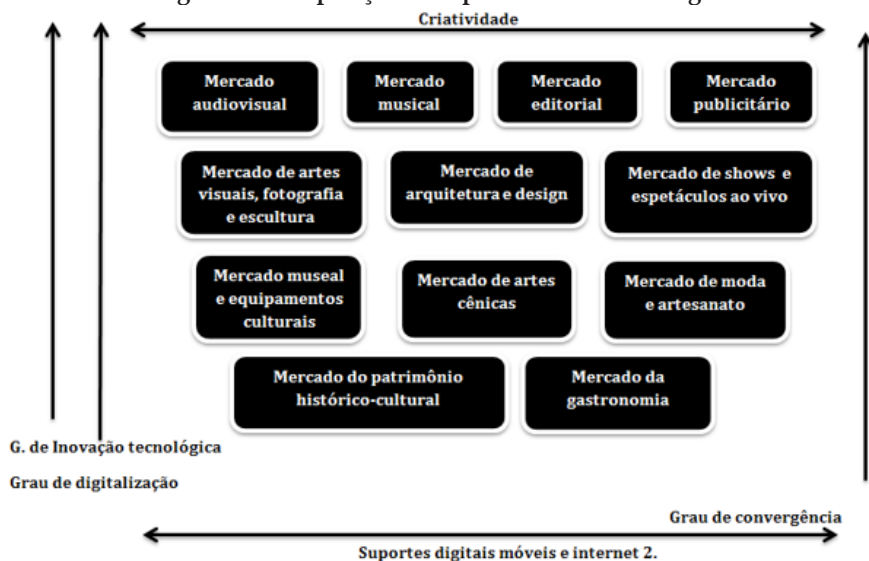 Criatividade
Mercado
audiovisual
Mercado
musical
Mercado
editorial
Mercado
publicitário
Mercado de artes
visuais, fotografia
e escultura
Mercado de
arquitetura e design
Mercado de shows e
espetáculos ao vivo
Mercado museal
e equipamentos
culturais
Mercado de artes
cênicas
Mercado de moda
e artesanato
Mercado do patrimônio
histórico-cultural
Mercado da
gastronomia
G. de Inovação tecnológica
Grau de digitalização
Grau de convergência
Suportes digitais móveis e internet 2.